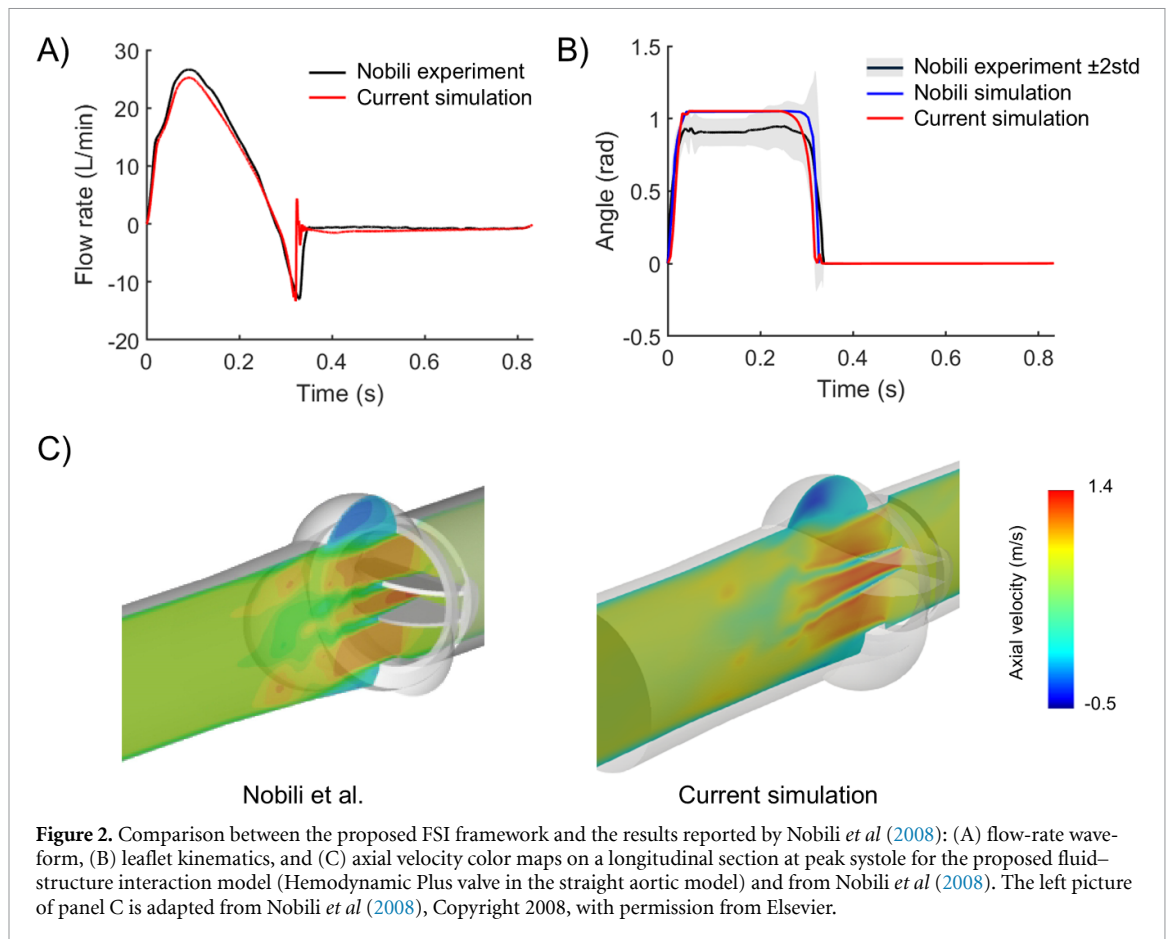 A)
30
20
10
0
-10
-20
Flow rate (L/min)
0 0.2 0.4 0.6 0.8
Time (s)
Nobili experiment
Current simulation
B)
1.5
1
0.5
0
-0.5
Angle (rad)
0 0.2 0.4 0.6 0.8
Time (s)
Nobili experiment ±2std
Nobili simulation
Current simulation
C)
Nobili et al.
Current simulation
1.4
Axial velocity (m/s)
-0.5
Figure 2. Comparison between the proposed FSI framework and the results reported by Nobili et al (2008): (A) flow-rate wave-
form, (B) leaflet kinematics, and (C) axial velocity color maps on a longitudinal section at peak systole for the proposed fluid–
structure interaction model (Hemodynamic Plus valve in the straight aortic model) and from Nobili et al (2008). The left picture
of panel C is adapted from Nobili et al (2008), Copyright 2008, with permission from Elsevier.